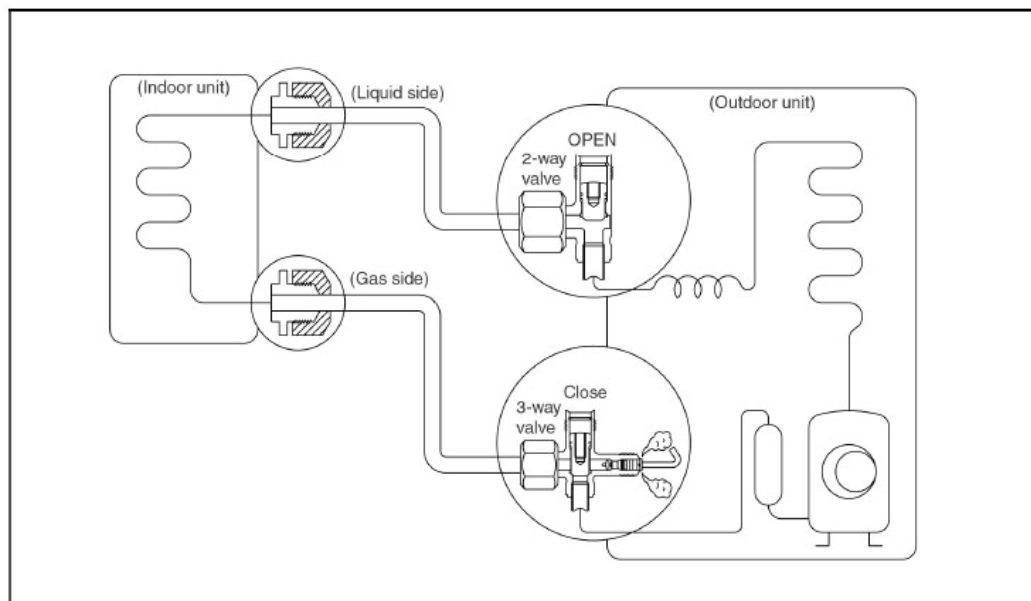 (Indoor unit)
(Liquid side)
(Outdoor unit)
OPEN
2-way
valve
(Gas side)
Close
3-way
valve